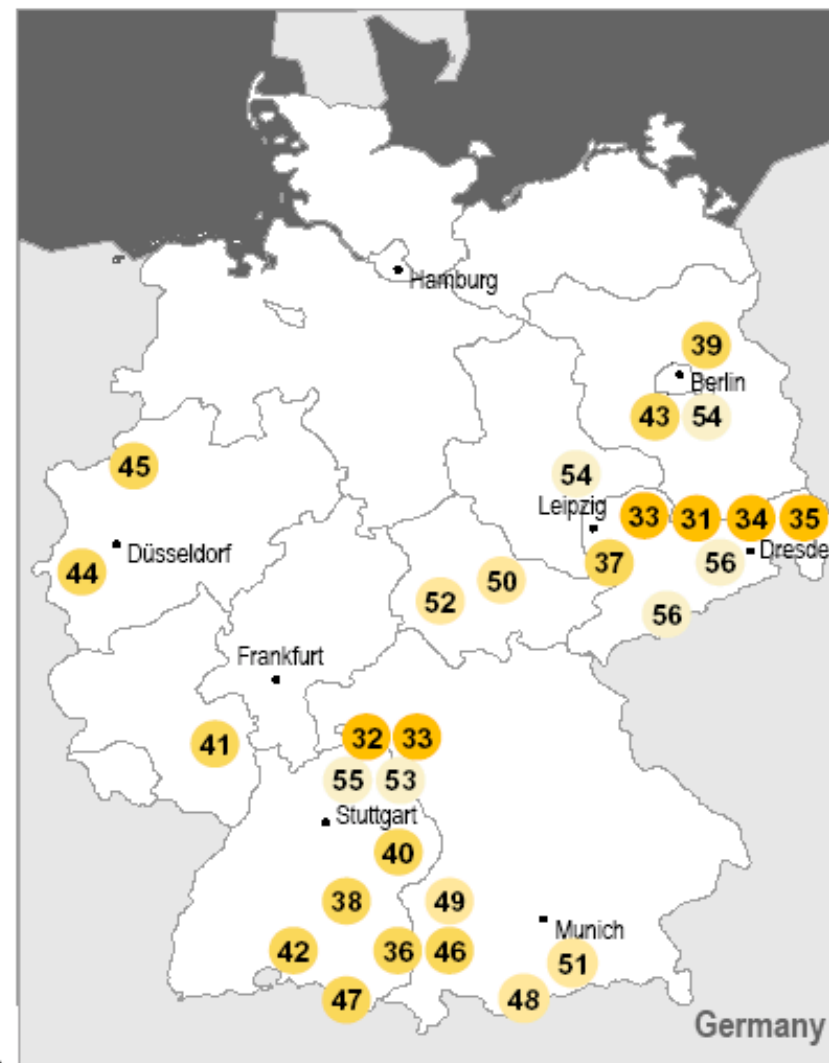 Hamburg
39
Berlin
43 54
45
54
Leipzig
33 31 34 35
Düsseldorf
Dresde
44
37 56
50
52
56
Frankfurt
32 33
41
55 53
Stuttgart
40
38 49
Munich
42 36 46
51
47 48
Germany